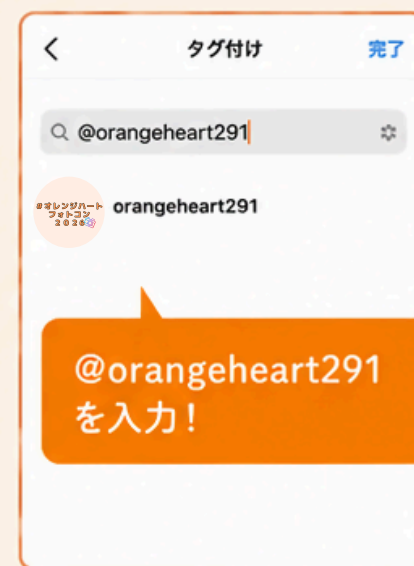 タグ付け 完了
@orangeheart291
#オレンジハート
フォトコン
2026
orangeheart291
@orangeheart291
を入力！